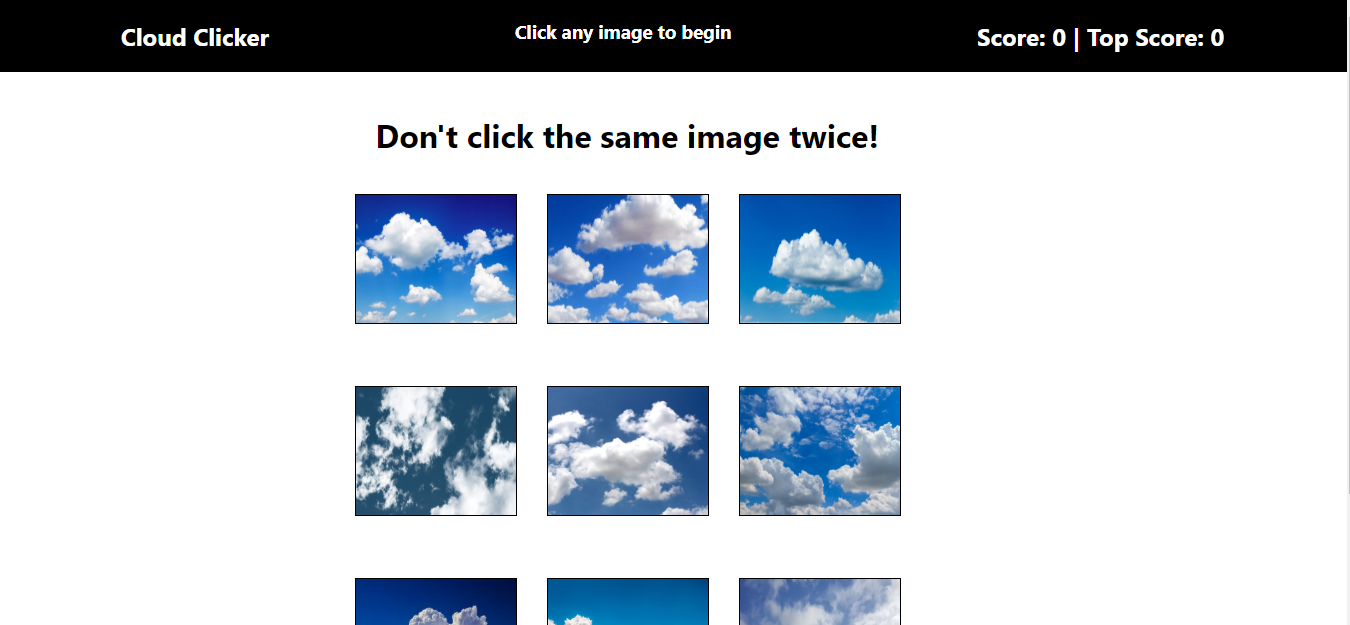 Cloud Clicker
Click any image to begin
Score: 0 | Top Score: 0
Don't click the same image twice!